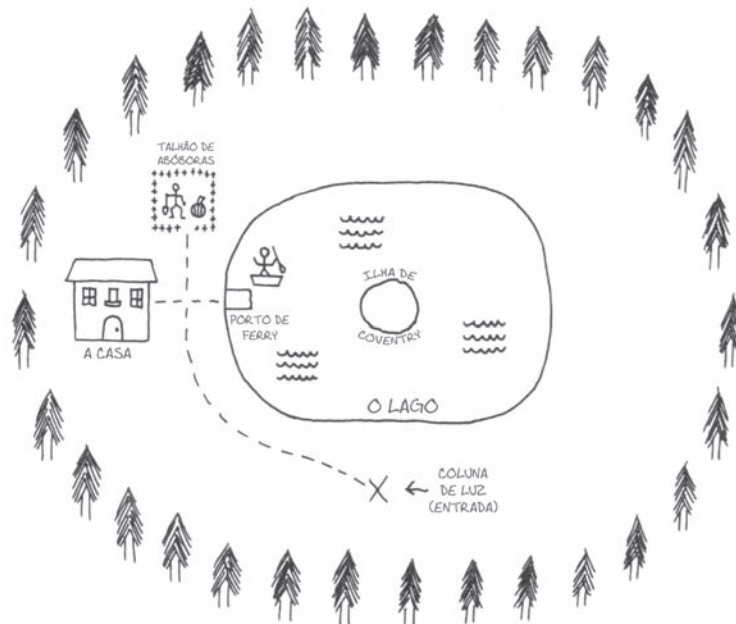 TALHÃO DE
ABÓBORAS
ILHA DE
COVENTRY
PORTO DE
FERRY
A CASA
O LAGO
COLUNA
DE LUZ
(ENTRADA)